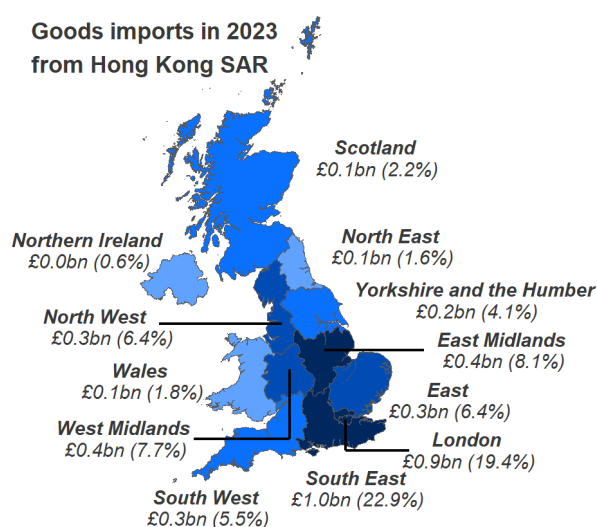 Goods imports in 2023
from Hong Kong SAR
Scotland
£0.1bn (2.2%)
Northern Ireland
£0.0bn (0.6%)
North East
£0.1bn (1.6%)
Yorkshire and the Humber
£0.2bn (4.1%)
North West
£0.3bn (6.4%)
East Midlands
£0.4bn (8.1%)
Wales
£0.1bn (1.8%)
East
£0.3bn (6.4%)
West Midlands
£0.4bn (7.7%)
London
£0.9bn (19.4%)
South East
£1.0bn (22.9%)
South West
£0.3bn (5.5%)